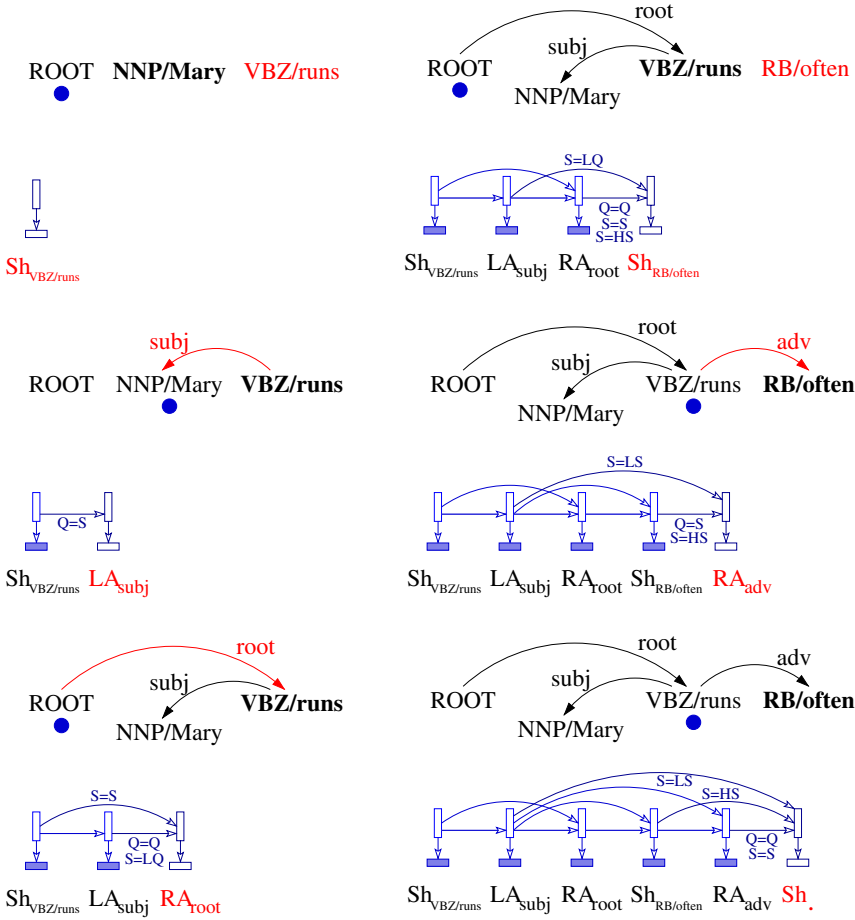 ROOT NNP/Mary VBZ/runs
Sh VBZ/runs
subj
ROOT NNP/Mary VBZ/runs
Q=S
Sh VBZ/runs LA subj
root
subj
ROOT VBZ/runs
NNP/Mary
S=S
Q=Q
S=LQ
Sh VBZ/runs LA subj RA root
root
subj
ROOT VBZ/runs RB/often
NNP/Mary
S=LQ
Q=Q
S=S
S=HS
Sh VBZ/runs LA subj RA root Sh RB/often
root
subj adv
ROOT VBZ/runs RB/often
NNP/Mary
S=LS
Q=S
S=HS
Sh VBZ/runs LA subj RA root Sh RB/often RA adv
root
subj adv
ROOT VBZ/runs RB/often
NNP/Mary
S=LS
S=HS
Q=Q
S=S
Sh VBZ/runs LA subj RA root Sh RB/often RA adv Sh .